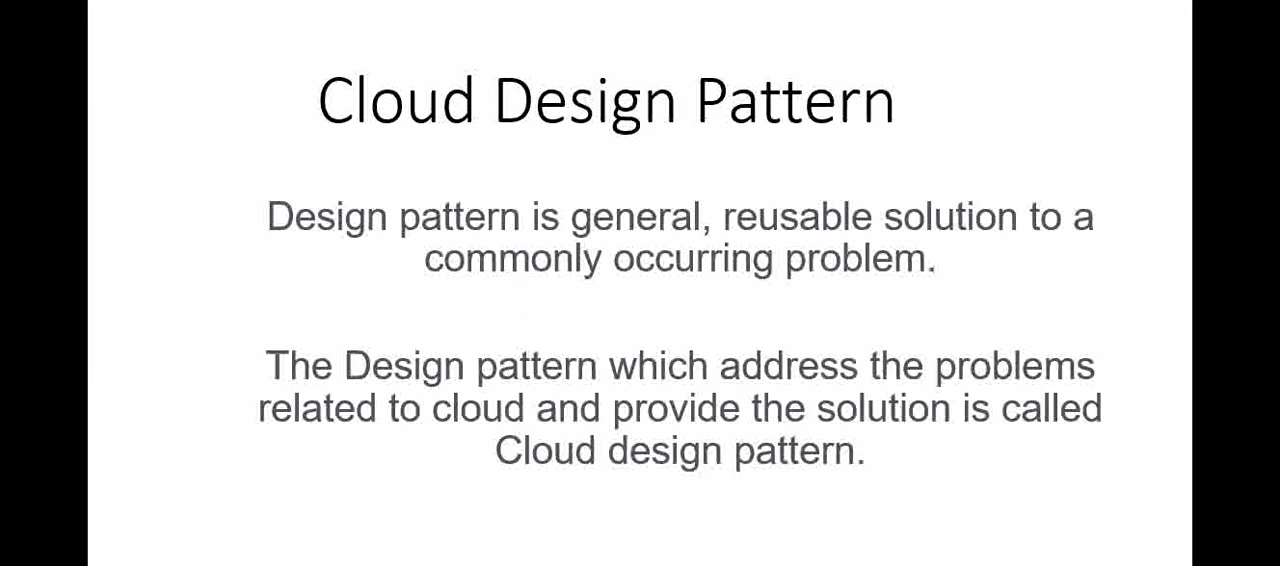 Cloud Design Pattern
Design pattern is general, reusable solution to a
commonly occurring problem.
The Design pattern which address the problems
related to cloud and provide the solution is called
Cloud design pattern.